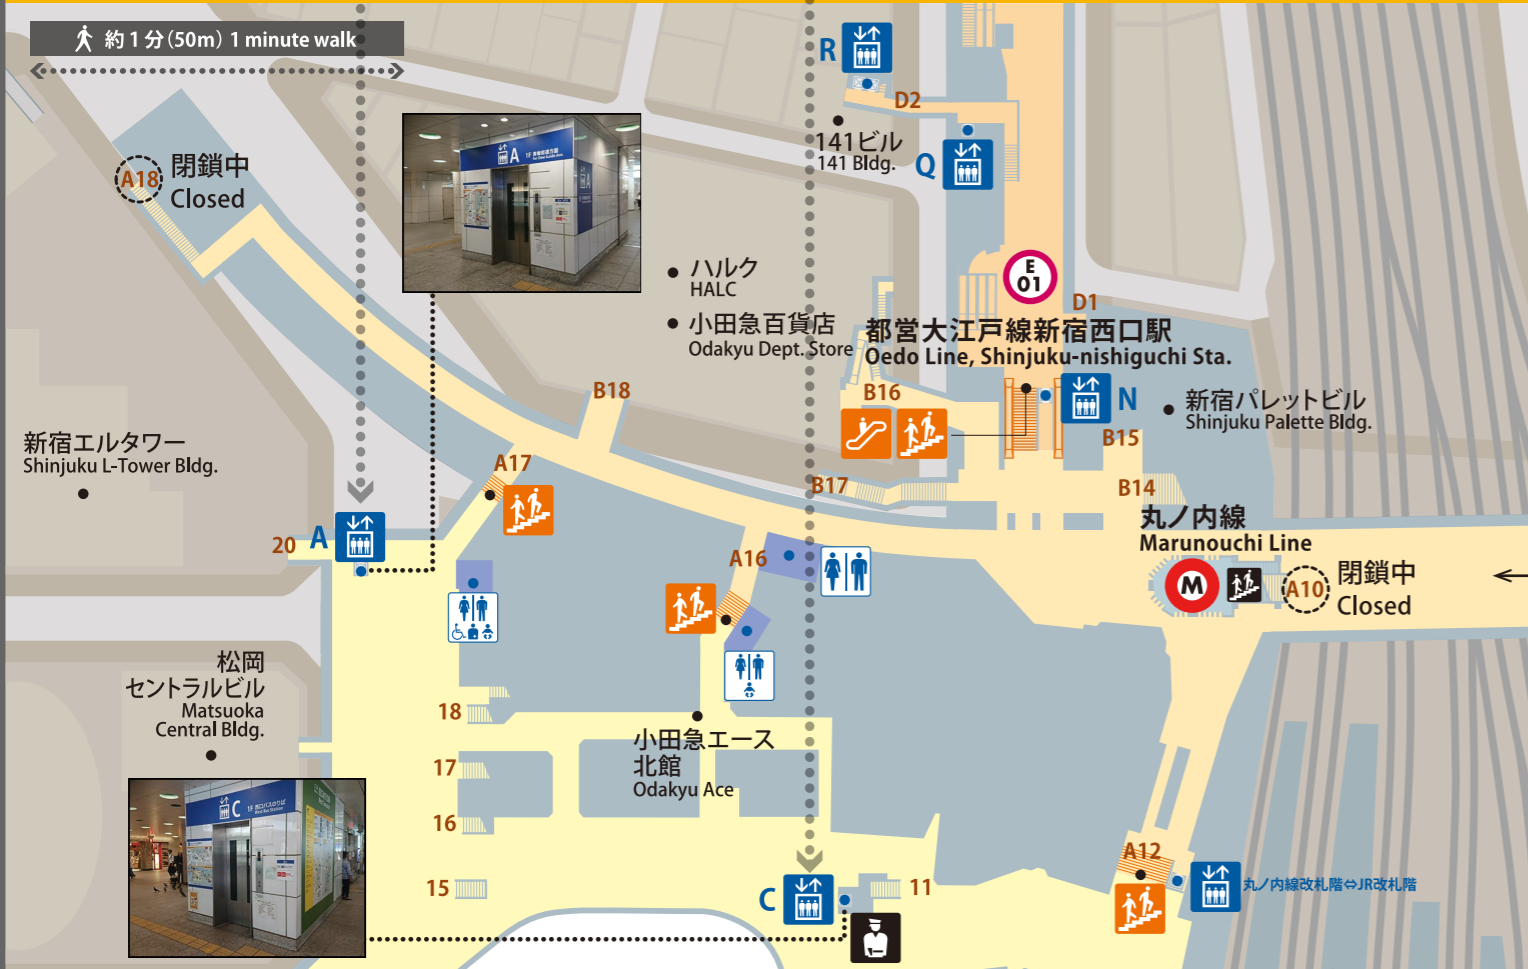 約1分(50m) 1 minute walk
R
D2
141ビル
141 Bldg.
Q
A18
閉鎖中
Closed
A
ハルク
HALC
小田急百貨店
Odakyu Dept. Store
E
01
D1
都営大江戸線新宿西口駅
Oedo Line, Shinjuku-nishiguchi Sta.
B18
B16
N
新宿パレットビル
Shinjuku Palette Bldg.
B15
新宿エルタワー
Shinjuku L-Tower Bldg.
A17
B17
B14
丸ノ内線
Marunouchi Line
20
A
A16
M
A10
閉鎖中
Closed
松岡
セントラルビル
Matsuoka
Central Bldg.
18
小田急エース
北館
Odakyu Ace
17
16
C
A12
15
C
11
丸ノ内線改札階⇔JR改札階